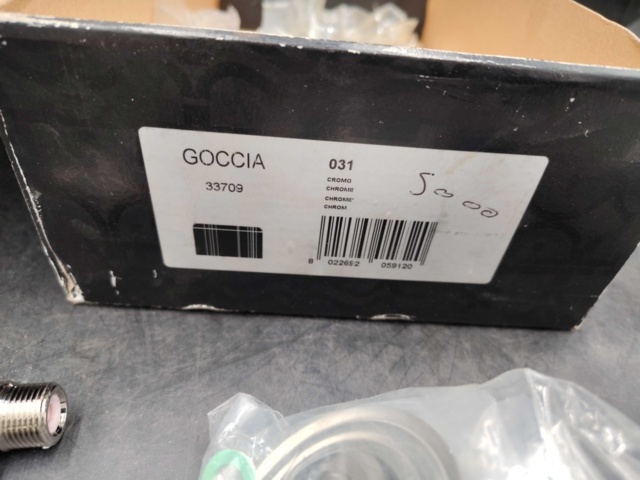 GOCCIA
33709
031
CROMO
CHROME
CHROME'
CHROM
5000
8 022652 059120